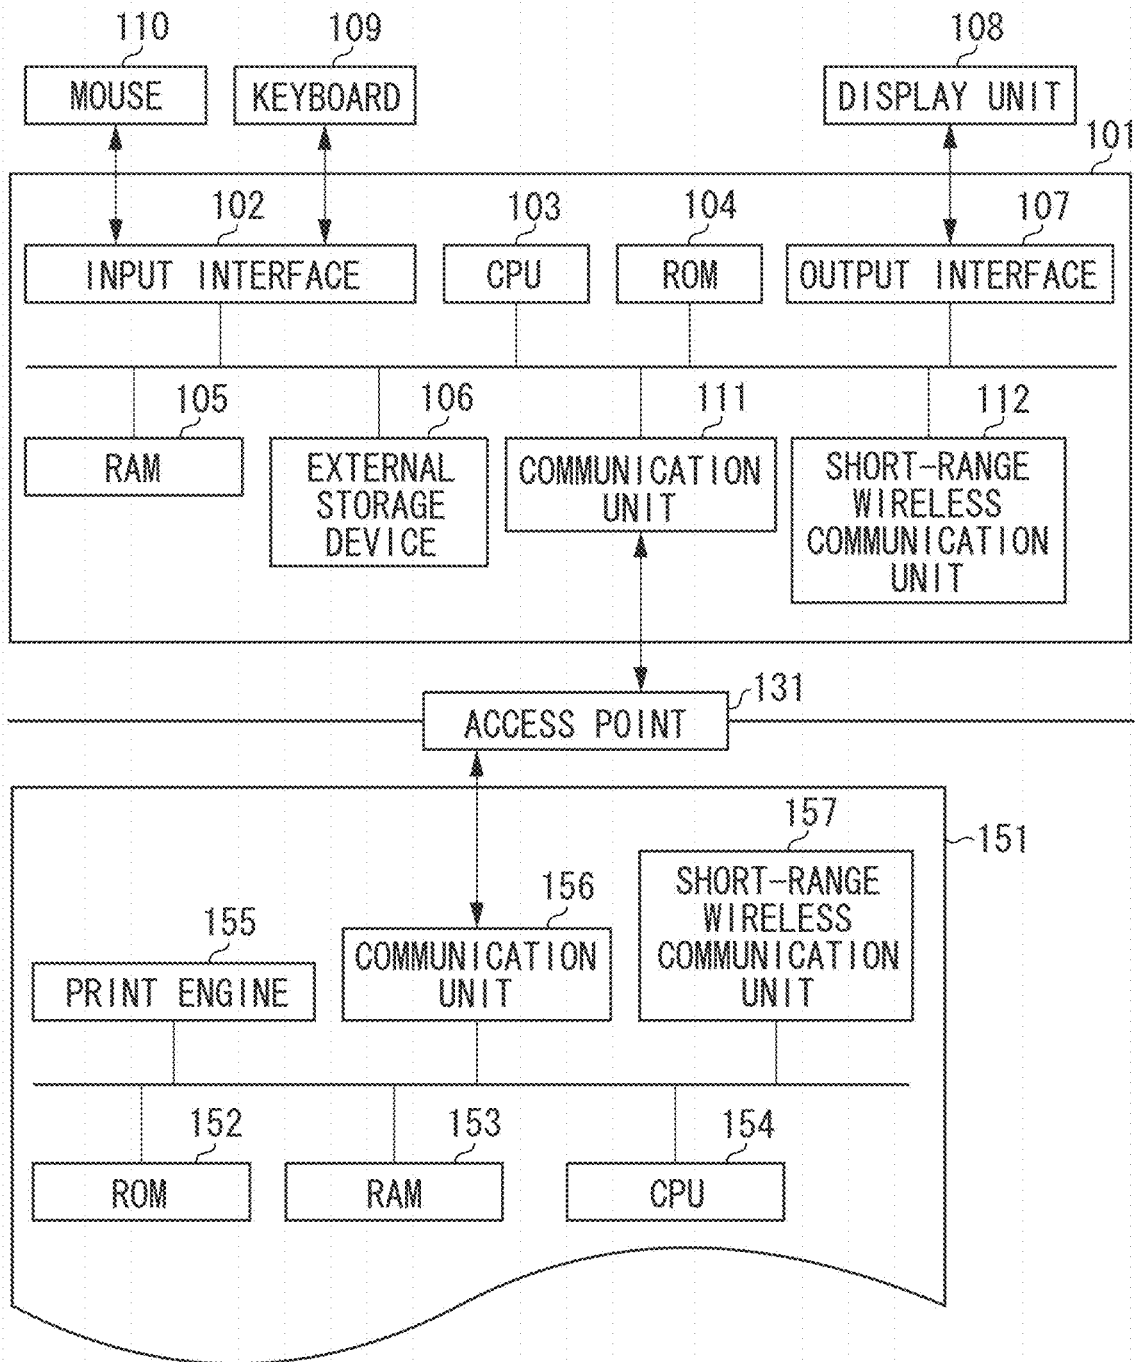 110
109
108
MOUSE
KEYBOARD
DISPLAY UNIT
101
102
103
104
107
INPUT INTERFACE
CPU
ROM
OUTPUT INTERFACE
105
106
111
112
RAM
EXTERNAL
STORAGE
DEVICE
COMMUNICATION
UNIT
SHORT-RANGE
WIRELESS
COMMUNICATION
UNIT
131
ACCESS POINT
151
157
SHORT-RANGE
WIRELESS
COMMUNICATION
UNIT
156
COMMUNICATION
UNIT
155
PRINT ENGINE
152
153
154
ROM
RAM
CPU